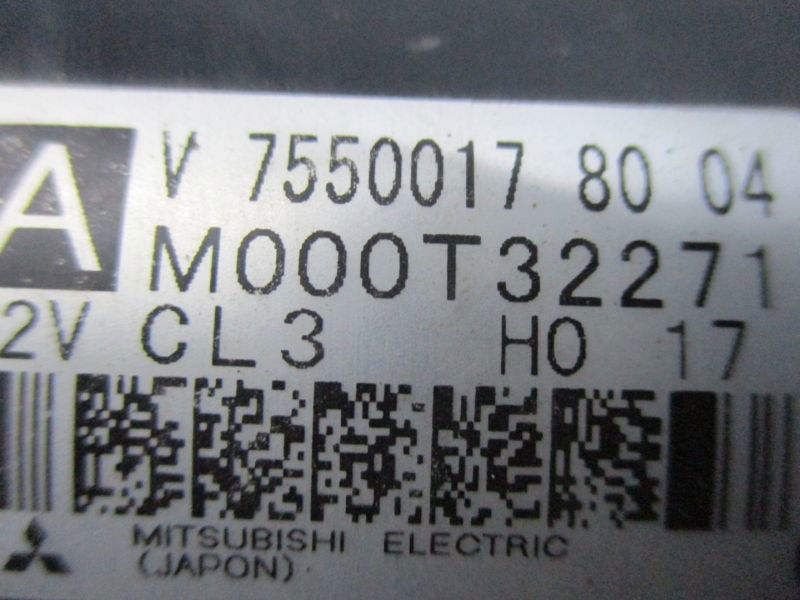 A V 7550017 80 04
M000T32271
2V CL3 H0 17
MITSUBISHI ELECTRIC
(JAPON)